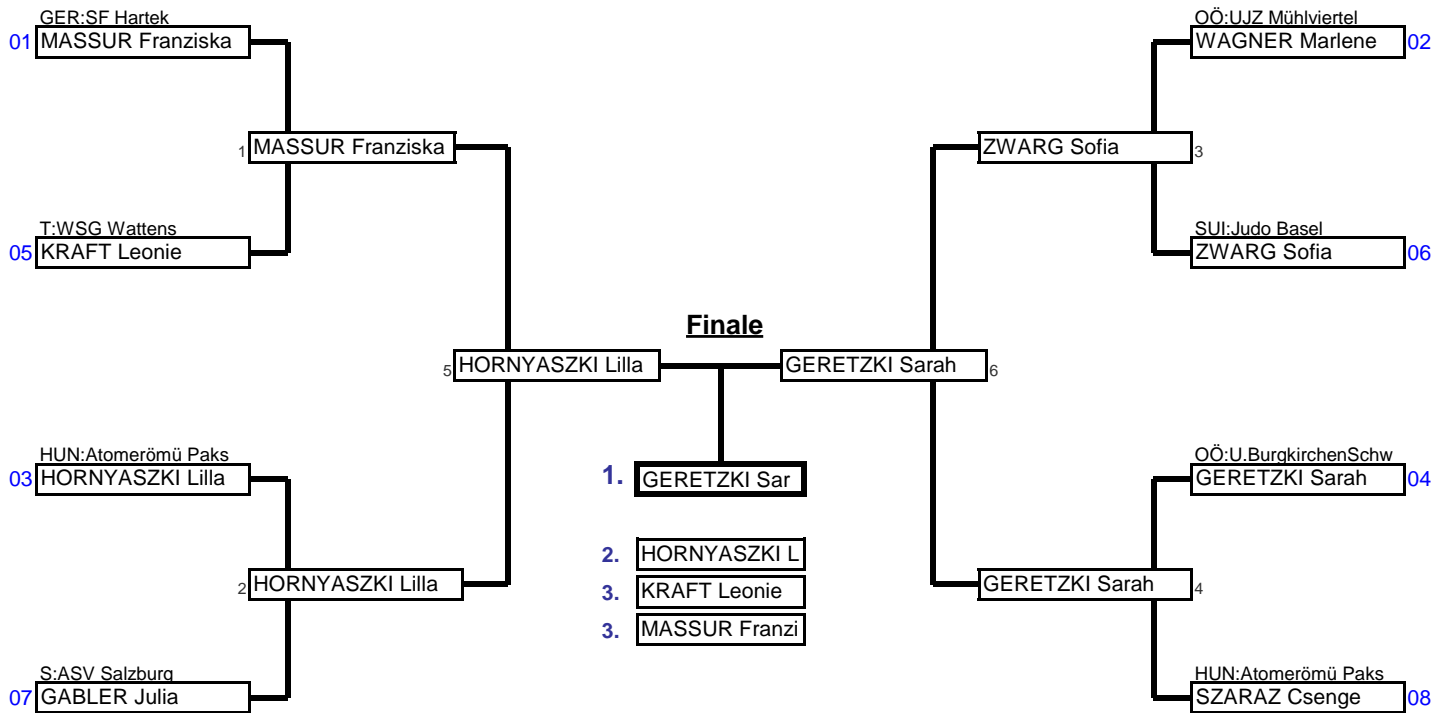 GER:SF Hartek
01 MASSUR Franziska
1 MASSUR Franziska
T:WSG Wattens
05 KRAFT Leonie
5 HORNYASZKI Lilla
HUN:Atomerömü Paks
03 HORNYASZKI Lilla
2 HORNYASZKI Lilla
S:ASV Salzburg
07 GABLER Julia
Finale
1. GERETZKI Sar
2. HORNYASZKI L
3. KRAFT Leonie
3. MASSUR Franzi
OÖ:UJZ Mühlviertel
WAGNER Marlene 02
ZWARG Sofia 3
SUI:Judo Basel
ZWARG Sofia 06
GERETZKI Sarah 6
OÖ:U.BurgkirchenSchw
GERETZKI Sarah 04
GERETZKI Sarah 4
HUN:Atomerömü Paks
SZARAZ Csenge 08